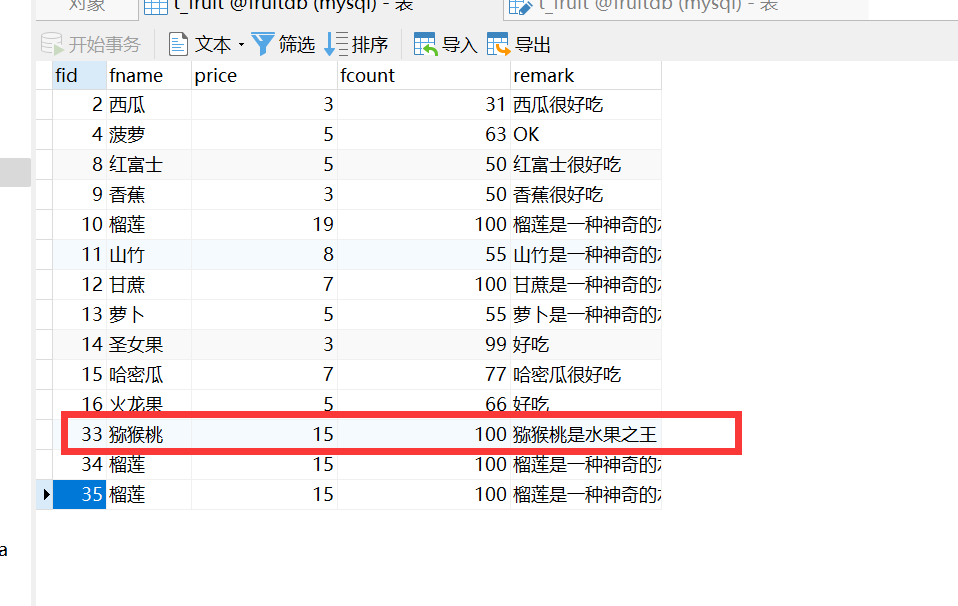 对象 t_fruit @fruitdb (mysql) - 表 t_fruit @fruitdb (mysql) - 表
开始事务 文本 筛选 排序 导入 导出
fid fname price fcount remark
2 西瓜 3 31 西瓜很好吃
4 菠萝 5 63 OK
8 红富士 5 50 红富士很好吃
9 香蕉 3 50 香蕉很好吃
10 榴莲 19 100 榴莲是一种神奇的
11 山竹 8 55 山竹是一种神奇的
12 甘蔗 7 100 甘蔗是一种神奇的
13 萝卜 5 55 萝卜是一种神奇的
14 圣女果 3 99 好吃
15 哈密瓜 7 77 哈密瓜很好吃
16 火龙果 5 66 好吃
33 猕猴桃 15 100 猕猴桃是水果之王
34 榴莲 15 100 榴莲是一种神奇的
35 榴莲 15 100 榴莲是一种神奇的
a